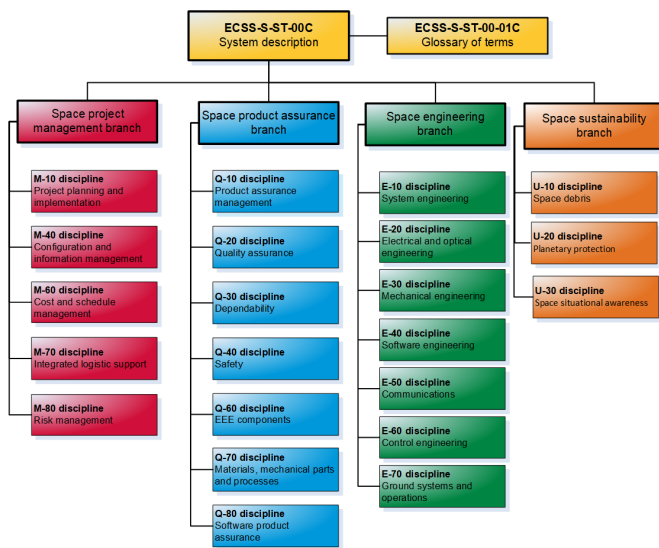 ECSS-S-ST-00C
System description
ECSS-S-ST-00-01C
Glossary of terms
Space project
management branch
M-10 discipline
Project planning and
implementation
M-40 discipline
Configuration and
information management
M-60 discipline
Cost and schedule
management
M-70 discipline
Integrated logistic support
M-80 discipline
Risk management
Space product assurance
branch
Q-10 discipline
Product assurance
management
Q-20 discipline
Quality assurance
Q-30 discipline
Dependability
Q-40 discipline
Safety
Q-60 discipline
EEE components
Q-70 discipline
Materials, mechanical parts
and processes
Q-80 discipline
Software product
assurance
Space engineering
branch
E-10 discipline
System engineering
E-20 discipline
Electrical and optical
engineering
E-30 discipline
Mechanical engineering
E-40 discipline
Software engineering
E-50 discipline
Communications
E-60 discipline
Control engineering
E-70 discipline
Ground systems and
operations
Space sustainability
branch
U-10 discipline
Space debris
U-20 discipline
Planetary protection
U-30 discipline
Space situational awareness